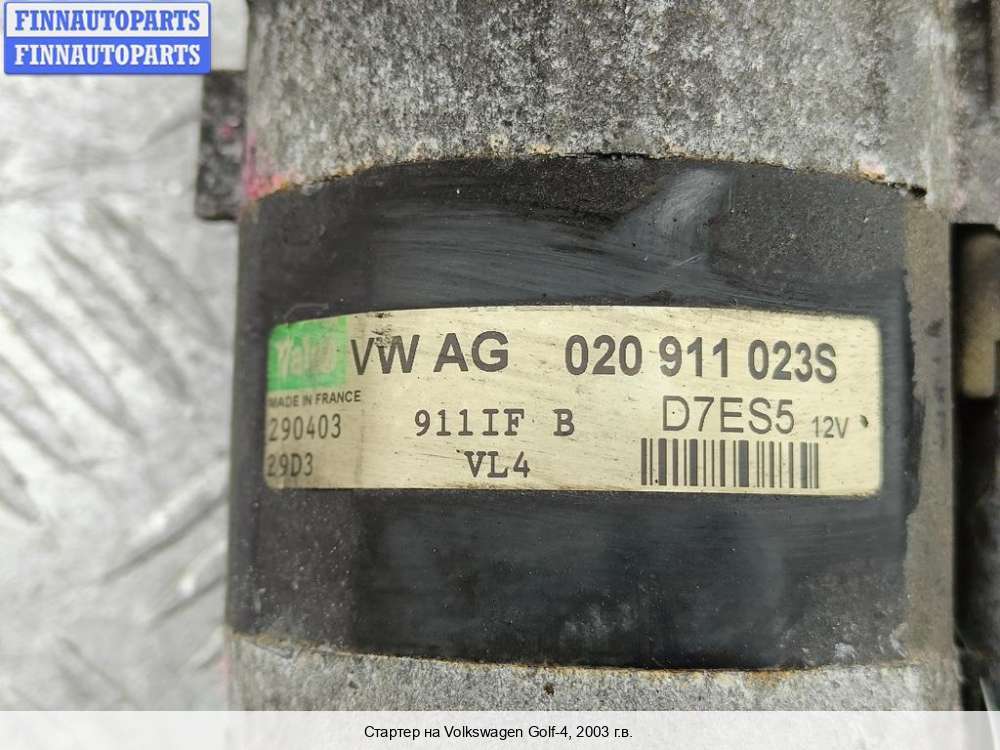 FINNAUTOPARTS
FINNAUTOPARTS
Valeo VW AG 020 911 023S
MADE IN FRANCE
290403 911IF B D7ES5 12V
29D3 VL4
Стартер на Volkswagen Golf-4, 2003 г.в.